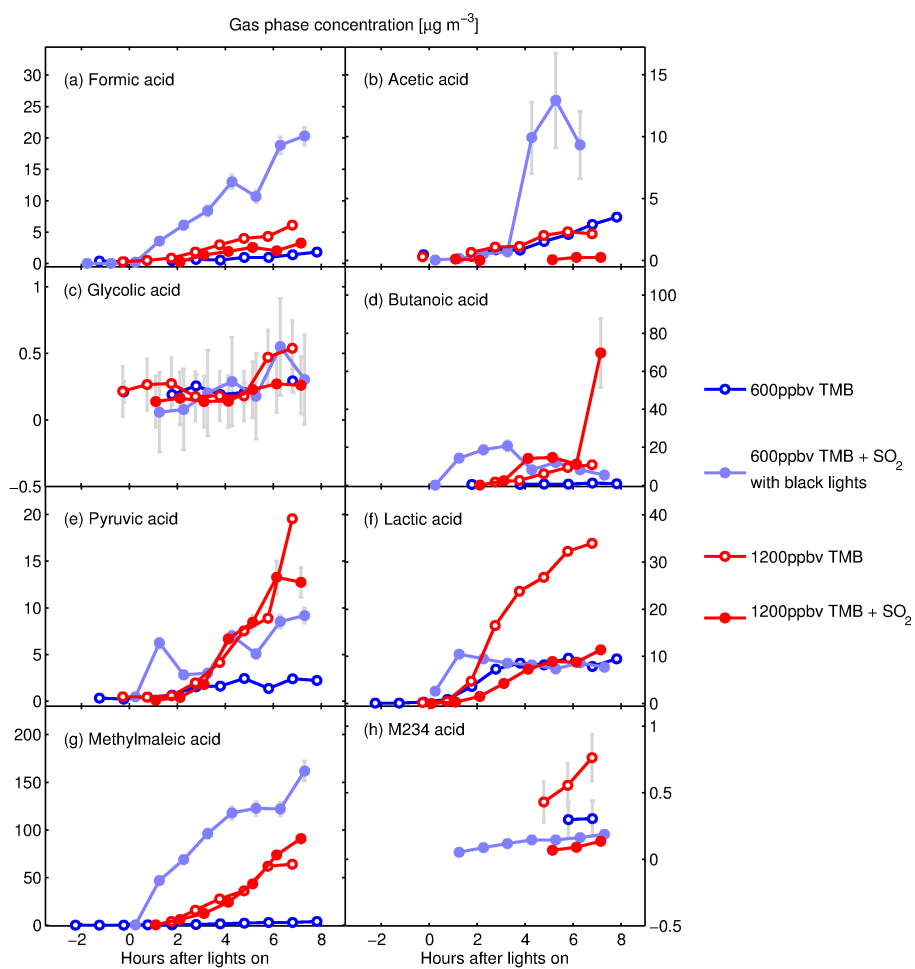 Gas phase concentration [µg m⁻³]
(a) Formic acid
30
25
20
15
10
5
0
(b) Acetic acid
15
10
5
0
(c) Glycolic acid
1
0.5
0
−0.5
(d) Butanoic acid
100
80
60
40
20
0
(e) Pyruvic acid
20
15
10
5
0
(f) Lactic acid
40
30
20
10
0
(g) Methylmaleic acid
200
150
100
50
0
(h) M234 acid
1
0.5
0
−0.5
−2 0 2 4 6 8
Hours after lights on
−2 0 2 4 6 8
Hours after lights on
600ppbv TMB
600ppbv TMB + SO₂
with black lights
1200ppbv TMB
1200ppbv TMB + SO₂